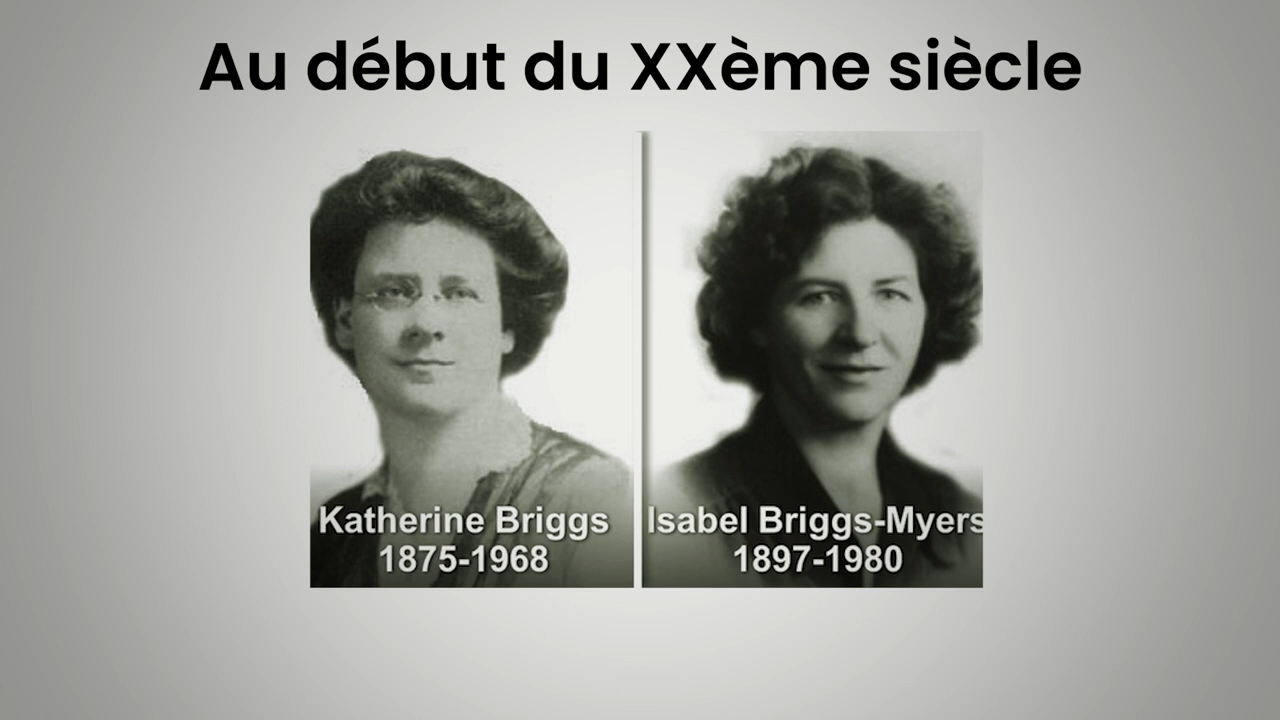 Au début du XXème siècle
Katherine Briggs
1875-1968
Isabel Briggs-Myers
1897-1980